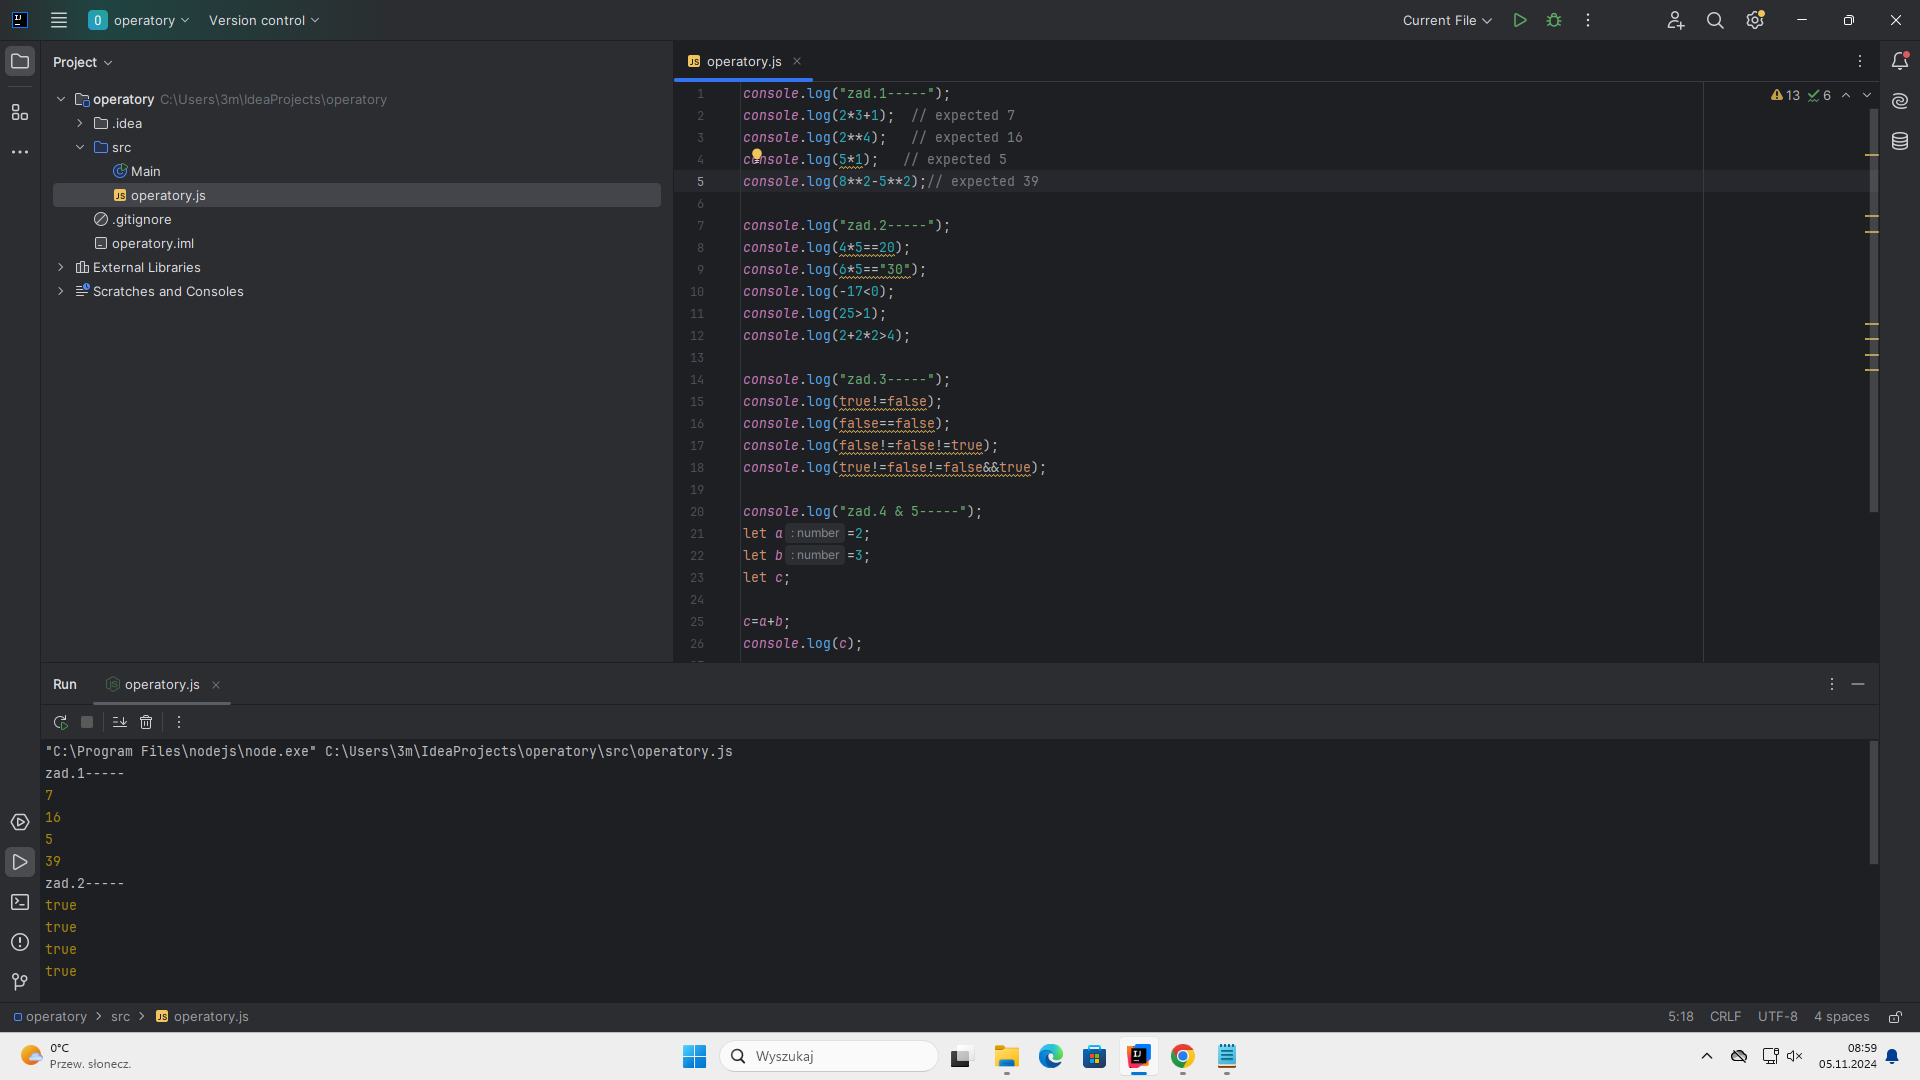 operatory
Version control
Current File
Project
operatory C:\Users\3m\IdeaProjects\operatory
.idea
src
Main
operatory.js
.gitignore
operatory.iml
External Libraries
Scratches and Consoles
operatory.js
13 6
1 console.log("zad.1-----");
2 console.log(2*3+1);  // expected 7
3 console.log(2**4);   // expected 16
4 console.log(5*1);   // expected 5
5 console.log(8**2-5**2);// expected 39
6
7 console.log("zad.2-----");
8 console.log(4*5==20);
9 console.log(6*5=="30");
10 console.log(-17<0);
11 console.log(25>1);
12 console.log(2+2*2>4);
13
14 console.log("zad.3-----");
15 console.log(true!=false);
16 console.log(false==false);
17 console.log(false!=false!=true);
18 console.log(true!=false!=false&&true);
19
20 console.log("zad.4 & 5-----");
21 let a : number =2;
22 let b : number =3;
23 let c;
24
25 c=a+b;
26 console.log(c);
Run operatory.js
"C:\Program Files\nodejs\node.exe" C:\Users\3m\IdeaProjects\operatory\src\operatory.js
zad.1-----
7
16
5
39
zad.2-----
true
true
true
true
operatory > src > operatory.js
5:18 CRLF UTF-8 4 spaces
0°C
Przew. słonecz.
Wyszukaj
08:59
05.11.2024